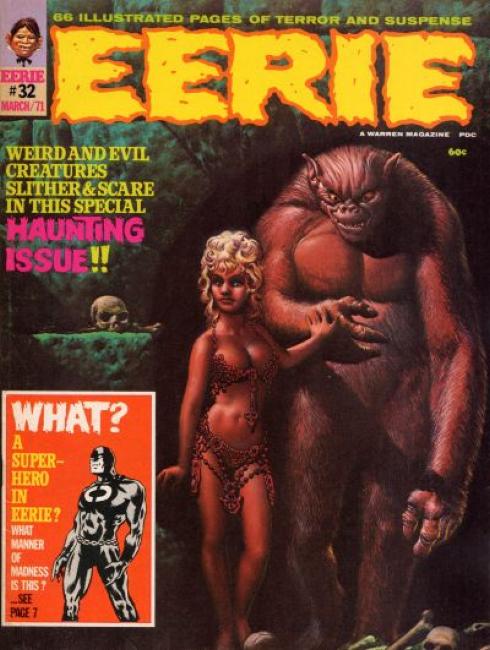 66 ILLUSTRATED PAGES OF TERROR AND SUSPENSE
EERIE
EERIE
#32
MARCH/71
A WARREN MAGAZINE PDC
60¢
WEIRD AND EVIL
CREATURES
SLITHER & SCARE
IN THIS SPECIAL
HAUNTING
ISSUE!!
WHAT?
A
SUPER-
HERO
IN
EERIE?
WHAT
MANNER
OF
MADNESS
IS THIS?
...SEE
PAGE 7